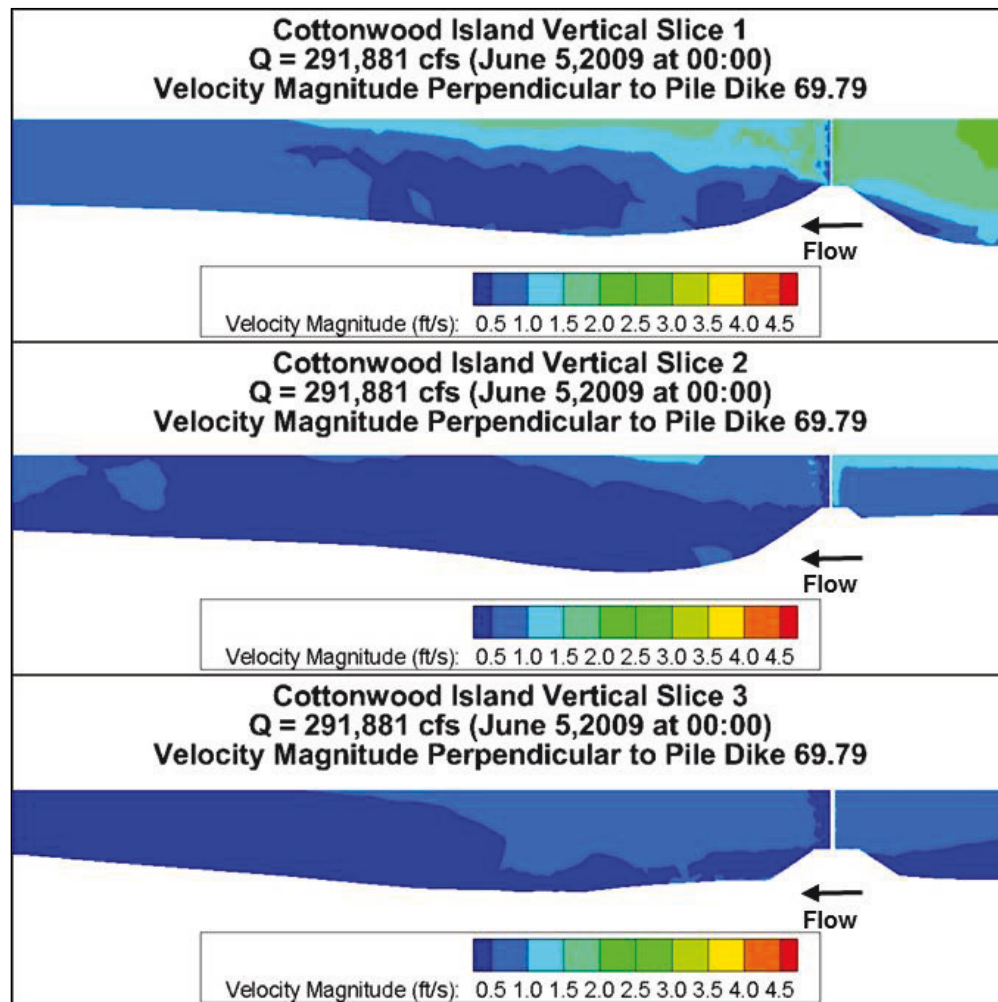 Cottonwood Island Vertical Slice 1
Q = 291,881 cfs (June 5,2009 at 00:00)
Velocity Magnitude Perpendicular to Pile Dike 69.79
Flow
Velocity Magnitude (ft/s): 0.5 1.0 1.5 2.0 2.5 3.0 3.5 4.0 4.5
Cottonwood Island Vertical Slice 2
Q = 291,881 cfs (June 5,2009 at 00:00)
Velocity Magnitude Perpendicular to Pile Dike 69.79
Flow
Velocity Magnitude (ft/s): 0.5 1.0 1.5 2.0 2.5 3.0 3.5 4.0 4.5
Cottonwood Island Vertical Slice 3
Q = 291,881 cfs (June 5,2009 at 00:00)
Velocity Magnitude Perpendicular to Pile Dike 69.79
Flow
Velocity Magnitude (ft/s): 0.5 1.0 1.5 2.0 2.5 3.0 3.5 4.0 4.5